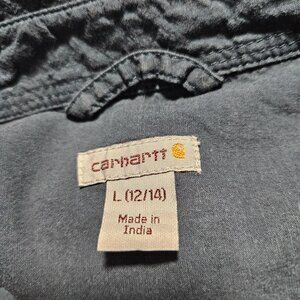 carhartt
L (12/14)
Made in
India